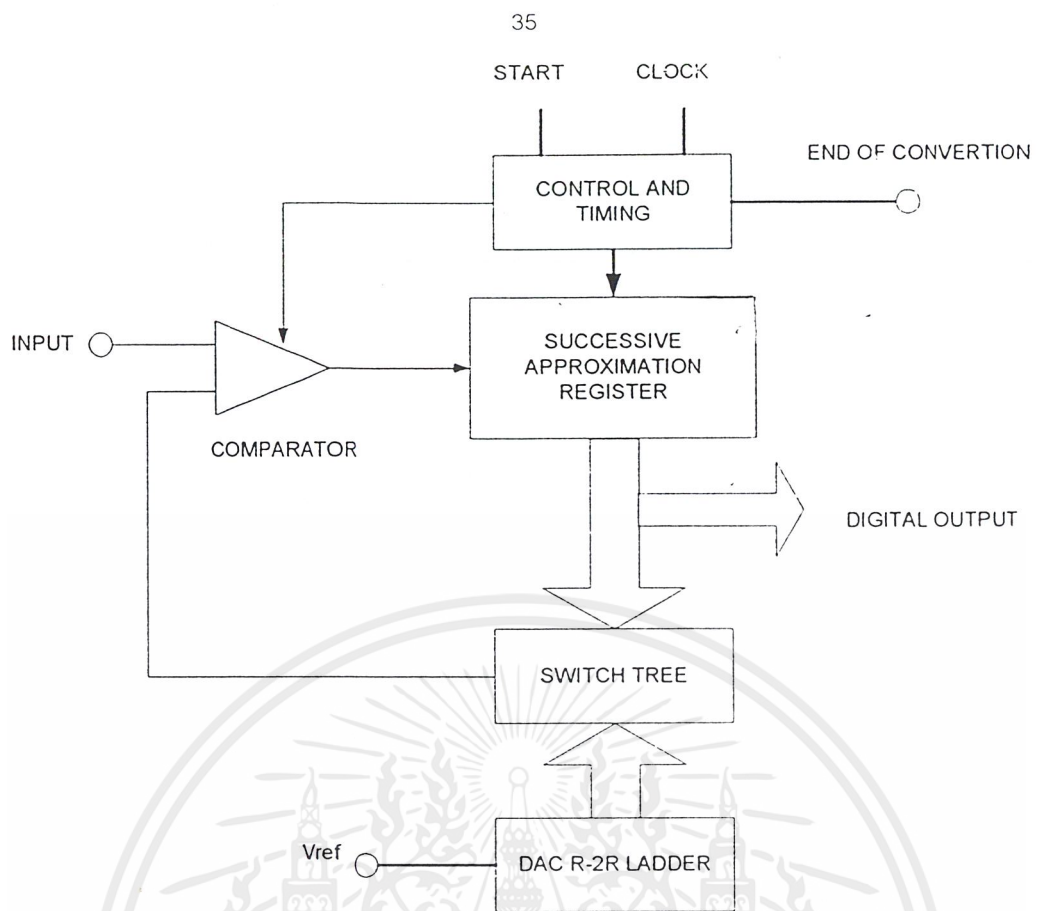 35
START
CLOCK
END OF CONVERTION
CONTROL AND
TIMING
INPUT
SUCCESSIVE
APPROXIMATION
REGISTER
COMPARATOR
DIGITAL OUTPUT
SWITCH TREE
Vref
DAC R-2R LADDER